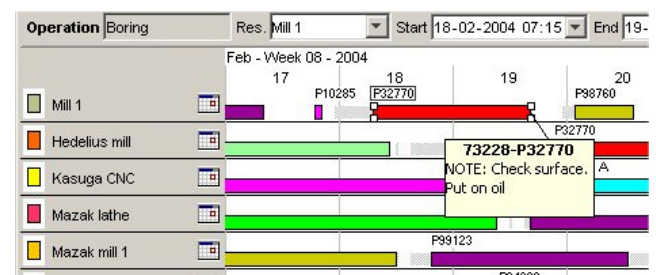 Operation Boring Res. Mill 1 Start 18-02-2004 07:15 End 19-
Feb - Week 08 - 2004
17 18 19 20
P10285 P32770 P98760
Mill 1
P32770
Hedelius mill
73228-P32770
NOTE: Check surface.
Put on oil
A
Kasuga CNC
Mazak lathe
P99123
Mazak mill 1